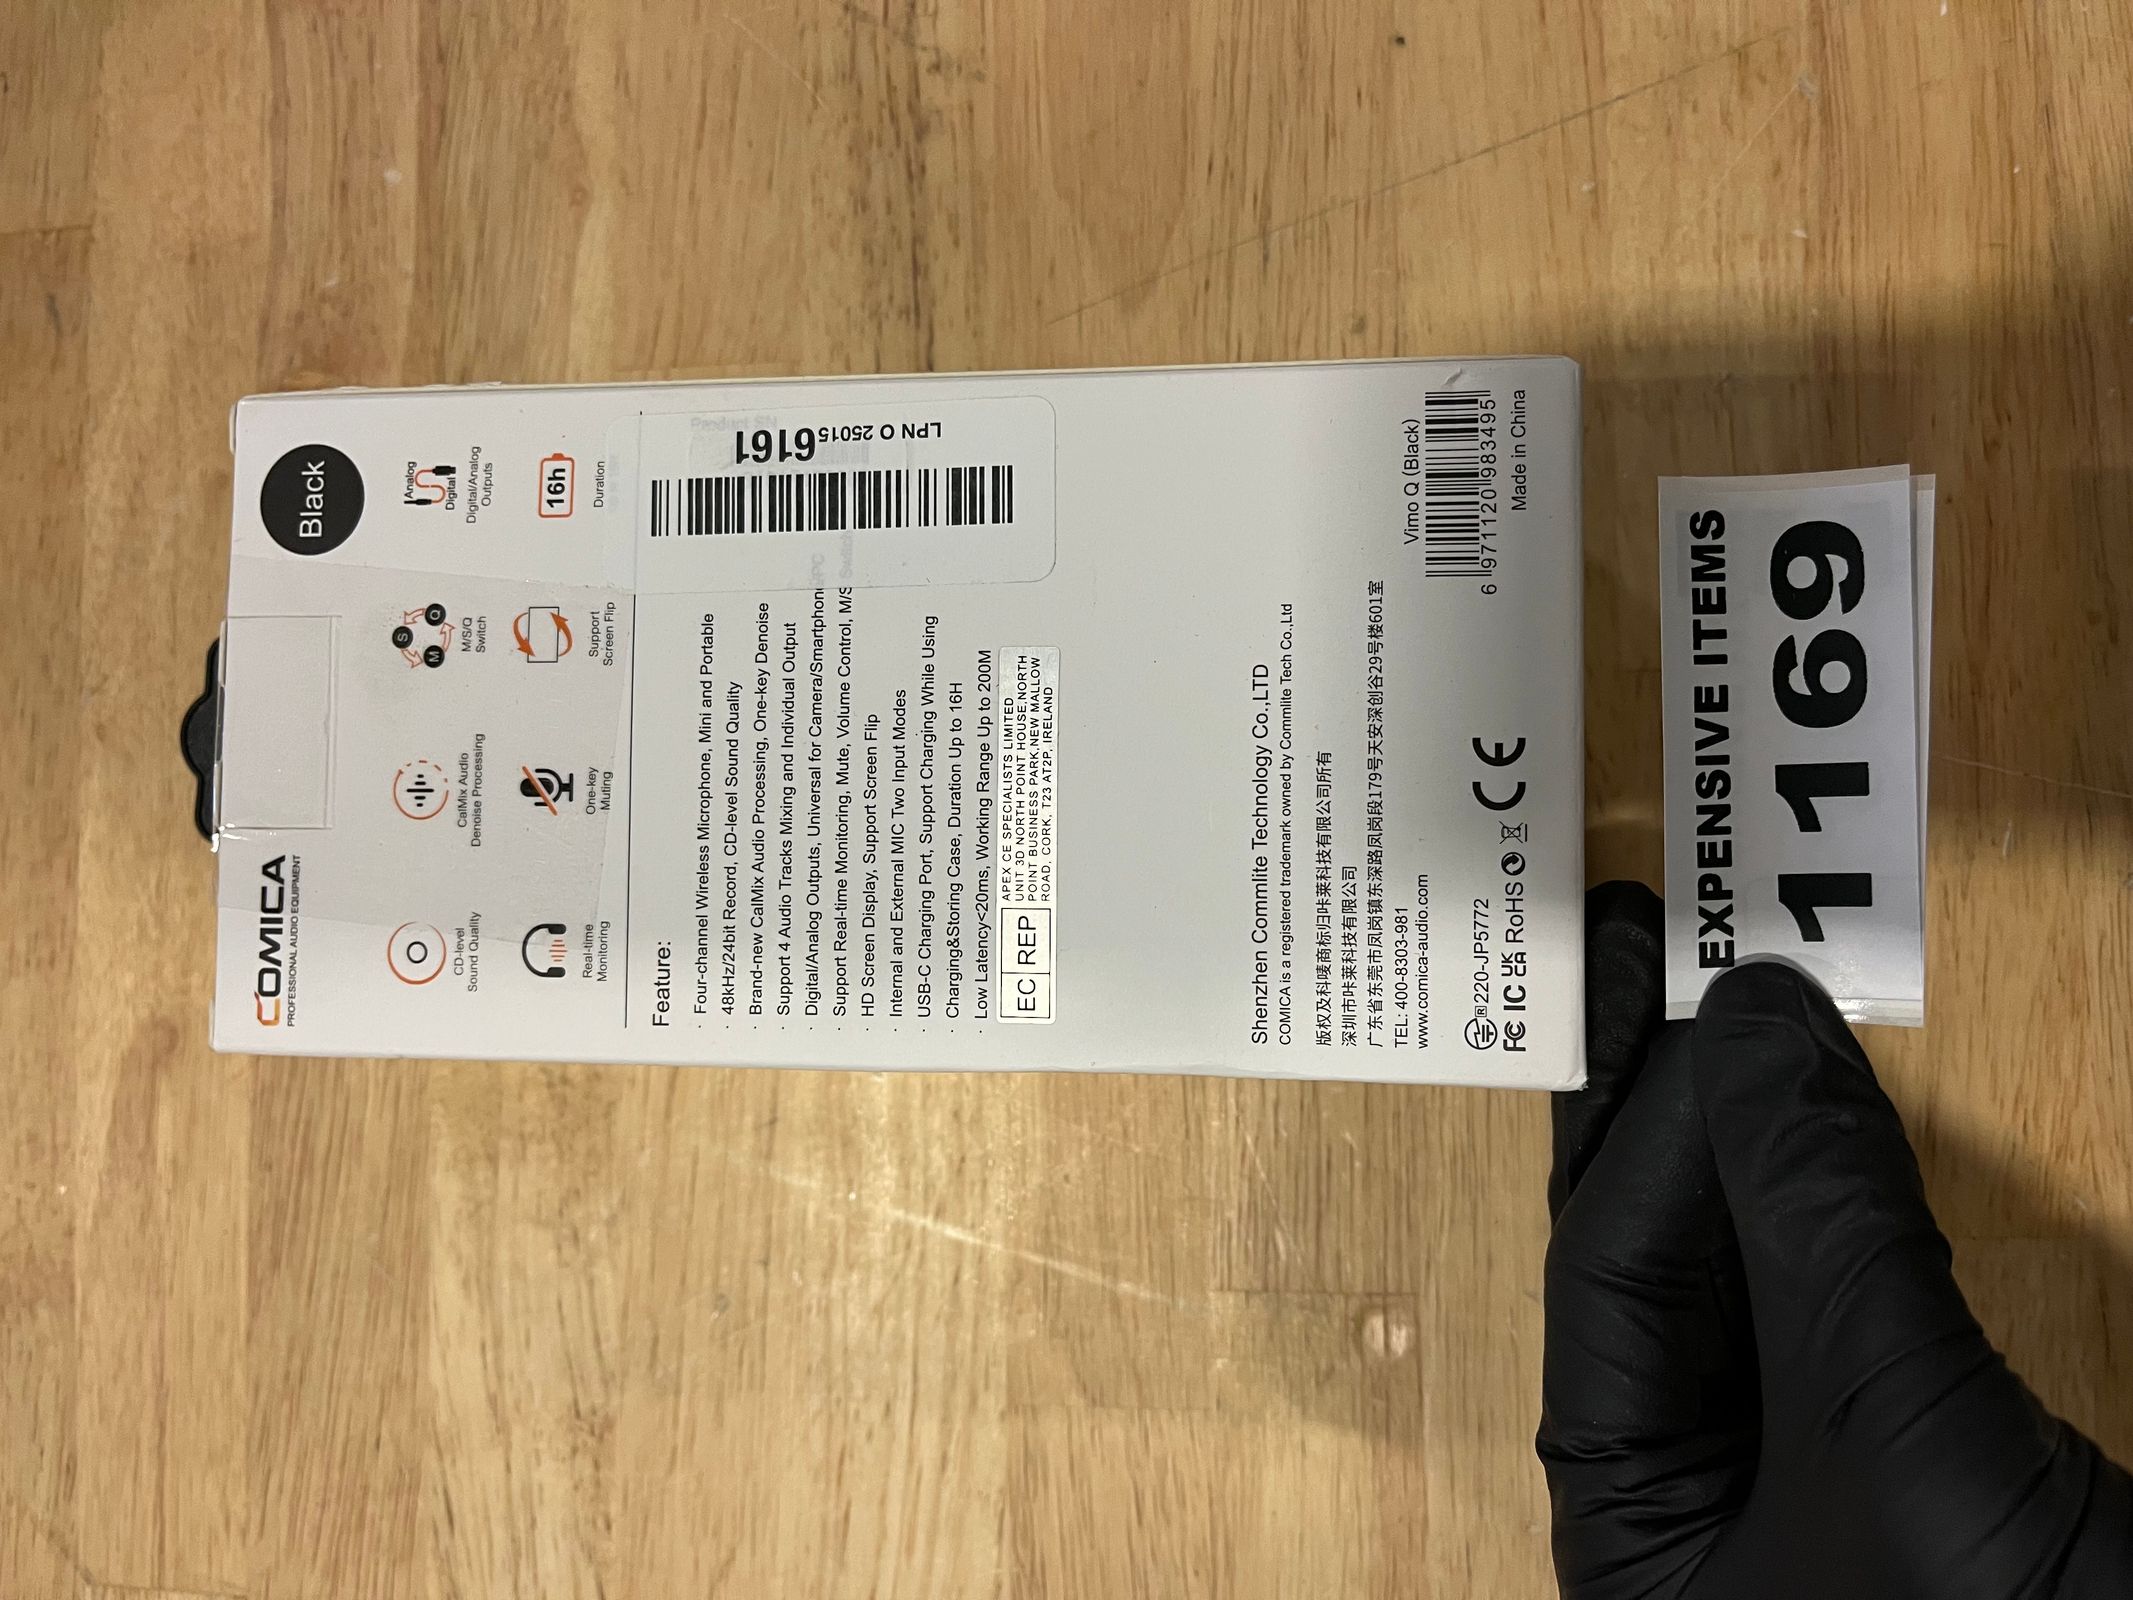 COMICA
PROFESSIONAL AUDIO EQUIPMENT
Black
CD-level
Sound Quality
CalMix Audio
Denoise Processing
M
S
Q
M/S/Q
Switch
Analog
Digital
Digital/Analog
Outputs
Real-time
Monitoring
One-key
Muting
Support
Screen Flip
16h
Duration
Feature:
· Four-channel Wireless Microphone, Mini and Portable
· 48kHz/24bit Record, CD-level Sound Quality
· Brand-new CalMix Audio Processing, One-key Denoise
· Support 4 Audio Tracks Mixing and Individual Output
· Digital/Analog Outputs, Universal for Camera/Smartphone/PC
· Support Real-time Monitoring, Mute, Volume Control, M/S Switch
· HD Screen Display, Support Screen Flip
· Internal and External MIC Two Input Modes
· USB-C Charging Port, Support Charging While Using
· Charging&Storing Case, Duration Up to 16H
· Low Latency<20ms, Working Range Up to 200M
Product SN
LPN O 250156161
EC REP
APEX CE SPECIALISTS LIMITED
UNIT 3D NORTH POINT HOUSE,NORTH
POINT BUSINESS PARK,NEW MALLOW
ROAD, CORK, T23 AT2P, IRELAND
Shenzhen Commlite Technology Co.,LTD
COMICA is a registered trademark owned by Commlite Tech Co.,Ltd
版权及科唛商标归咔莱科技有限公司所有
深圳市咔莱科技有限公司
广东省东莞市凤岗镇东深路凤岗段179号天安深创谷29号楼601室
TEL: 400-8303-981
www.comica-audio.com
R 220-JP5772
FC IC UKCA RoHS CE
Vimo Q (Black)
6 971120 983495
Made in China
EXPENSIVE ITEMS
1169